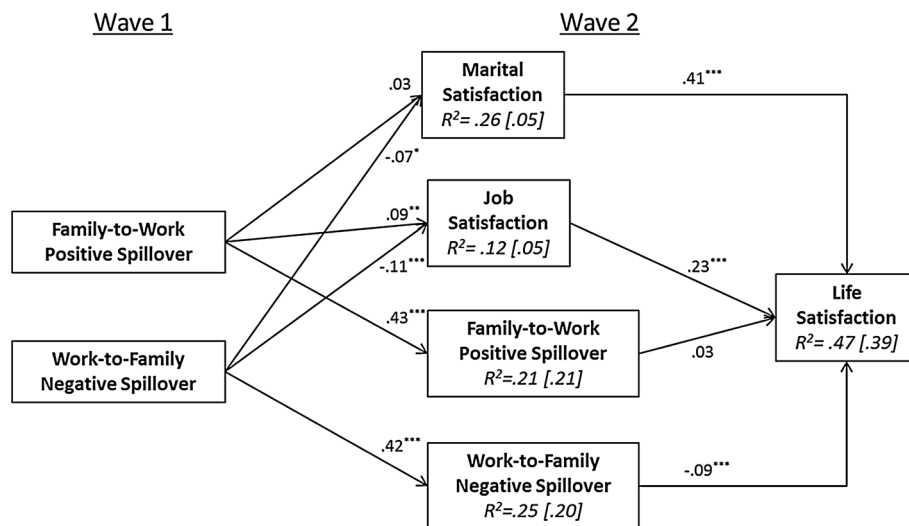 Wave 1
Wave 2
Marital
Satisfaction
R²= .26 [.05]
.03
.41***
-.07*
Job
Satisfaction
R²= .12 [.05]
.09**
-.11***
.23***
Family-to-Work
Positive Spillover
Family-to-Work
Positive Spillover
R²=.21 [.21]
.43***
.03
Life
Satisfaction
R²= .47 [.39]
Work-to-Family
Negative Spillover
Work-to-Family
Negative Spillover
R²=.25 [.20]
.42***
-.09***